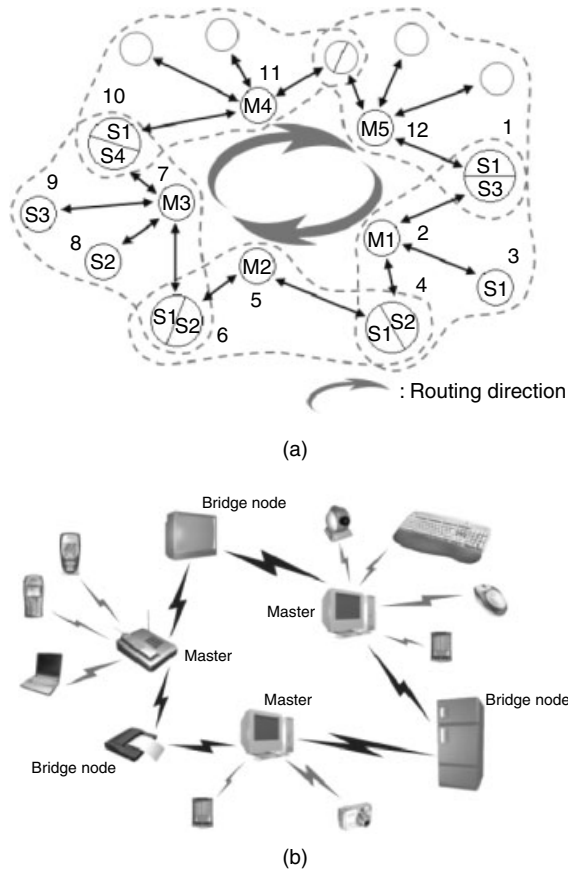 11
10
M4
S1
S4
M5
12
1
7
S1
S3
9
M3
S3
M1
2
3
8
S2
M2
4
S1
5
S1
S2
S2
S1
6
: Routing direction
(a)
Bridge node
Master
Master
Master
Bridge node
Bridge node
(b)